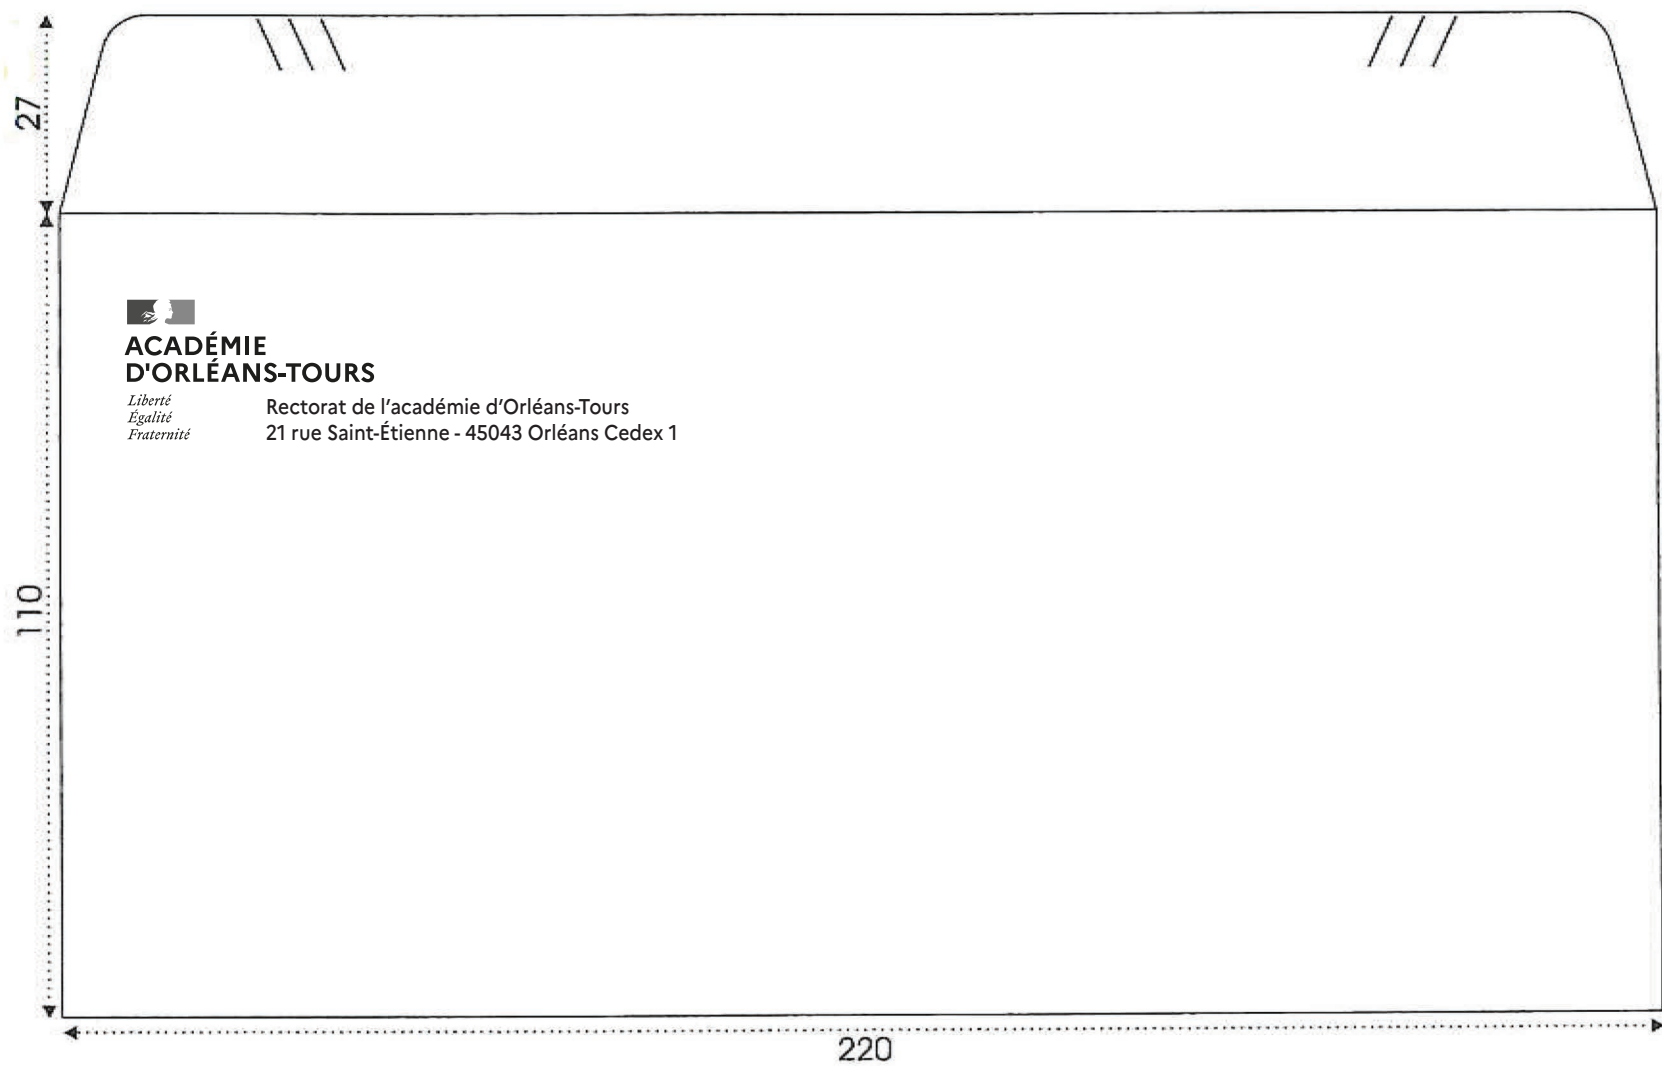 27
ACADÉMIE
D'ORLÉANS-TOURS
Liberté
Égalité
Fraternité
Rectorat de l'académie d'Orléans-Tours
21 rue Saint-Étienne - 45043 Orléans Cedex 1
110
220